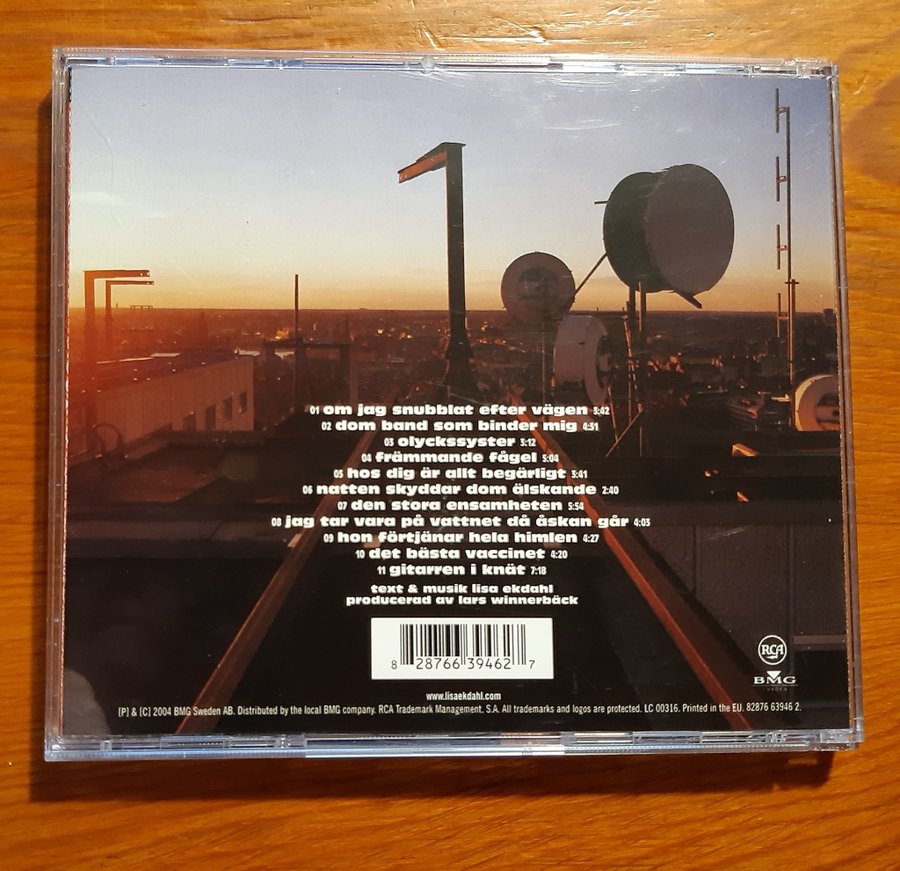 01 om jag snubblat efter vägen 5:42
02 dom band som binder mig 4:51
03 olyckssyster 3:12
04 främmande fågel 5:04
05 hos dig är allt begärligt 5:41
06 natten skyddar dom älskande 2:40
07 den stora ensamheten 5:54
08 jag tar vara på vattnet då åskan går 4:03
09 hon förtjänar hela himlen 4:27
10 det bästa vaccinet 4:20
11 gitarren i knät 7:18
text & musik lisa ekdahl
producerad av lars winnerbäck
8 28766 39462 7
RCA
BMG
www.lisaekdahl.com
[P] & [C] 2004 BMG Sweden AB. Distributed by the local BMG company. RCA Trademark Management, S.A. All trademarks and logos are protected. LC 00316. Printed in the EU. 82876 63946 2.